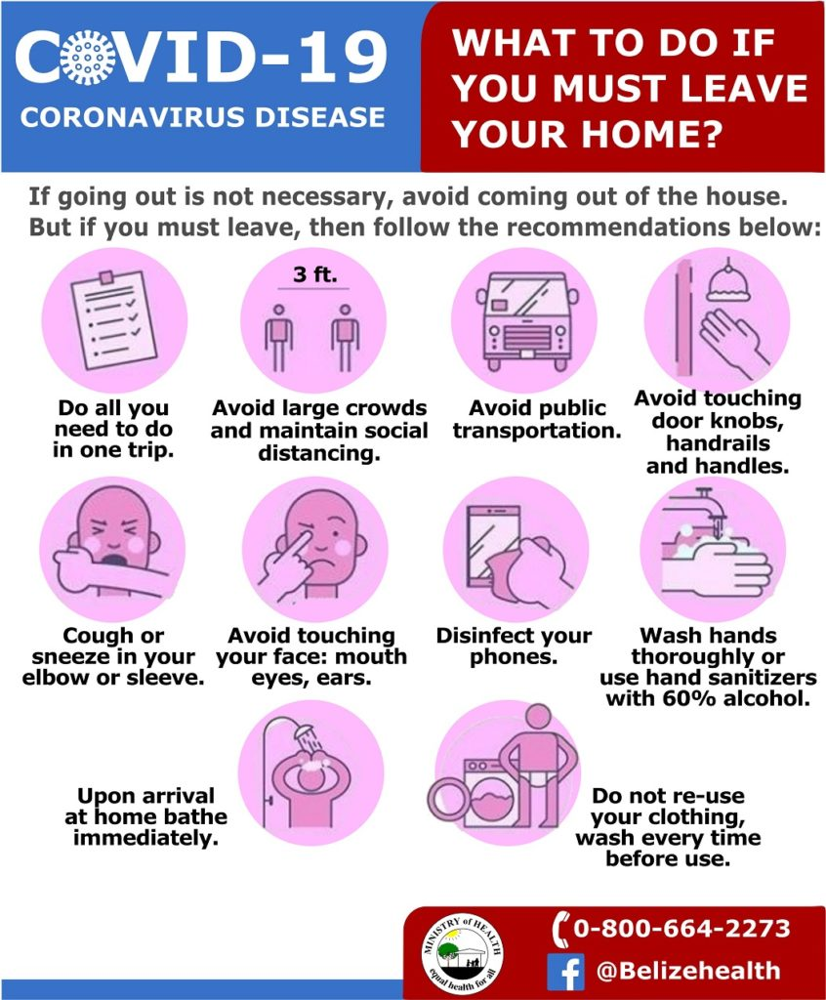 COVID-19
CORONAVIRUS DISEASE
WHAT TO DO IF
YOU MUST LEAVE
YOUR HOME?
If going out is not necessary, avoid coming out of the house.
But if you must leave, then follow the recommendations below:
Do all you
need to do
in one trip.
3 ft.
Avoid large crowds
and maintain social
distancing.
Avoid public
transportation.
Avoid touching
door knobs,
handrails
and handles.
Cough or
sneeze in your
elbow or sleeve.
Avoid touching
your face: mouth
eyes, ears.
Disinfect your
phones.
Wash hands
thoroughly or
use hand sanitizers
with 60% alcohol.
Upon arrival
at home bathe
immediately.
Do not re-use
your clothing,
wash every time
before use.
MINISTRY of HEALTH
equal health for all
0-800-664-2273
f @Belizehealth